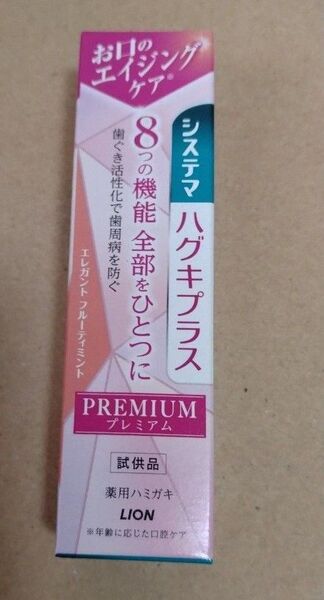 お口の
エイジング
ケア※
システマ
ハグキプラス
8つの機能 全部をひとつに
歯ぐき活性化で歯周病を防ぐ
エレガント フルーティミント
PREMIUM
プレミアム
試供品
薬用ハミガキ
LION
※年齢に応じた口腔ケア